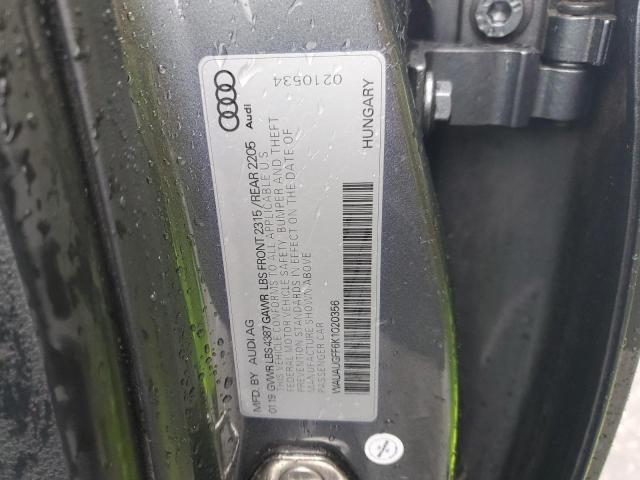 MFD. BY AUDI AG
01 19 GVWR LBS 4387 GAWR LBS FRONT 2315 / REAR 2205
THIS VEHICLE CONFORMS TO ALL APPLICABLE U.S.
FEDERAL MOTOR VEHICLE SAFETY, BUMPER AND THEFT
PREVENTION STANDARDS IN EFFECT ON THE DATE OF
MANUFACTURE SHOWN ABOVE
PASSENGER CAR
WAUAUGFF6K1020356
Audi
0210534
HUNGARY